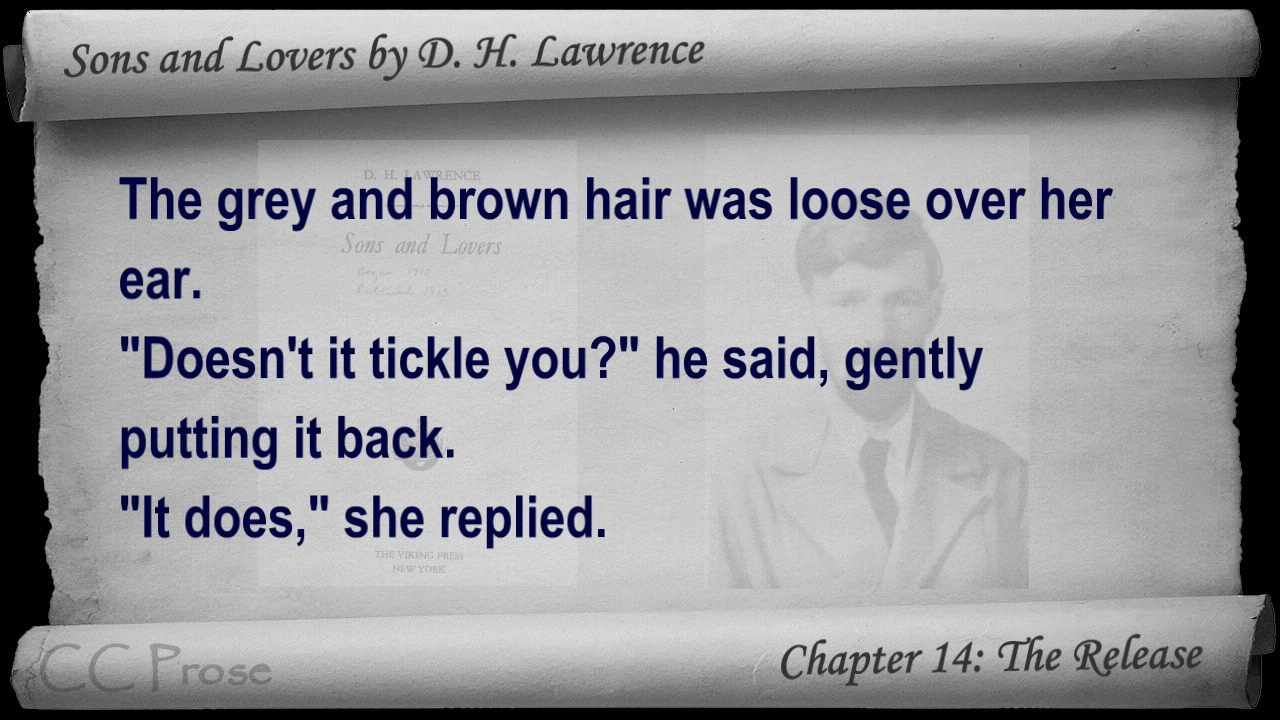 Sons and Lovers by D. H. Lawrence
D. H. LAWRENCE
The grey and brown hair was loose over her
Sons and Lovers
ear.
"Doesn't it tickle you?" he said, gently
putting it back.
"It does," she replied.
THE VIKING PRESS
NEW YORK
CC Prose
Chapter 14: The Release